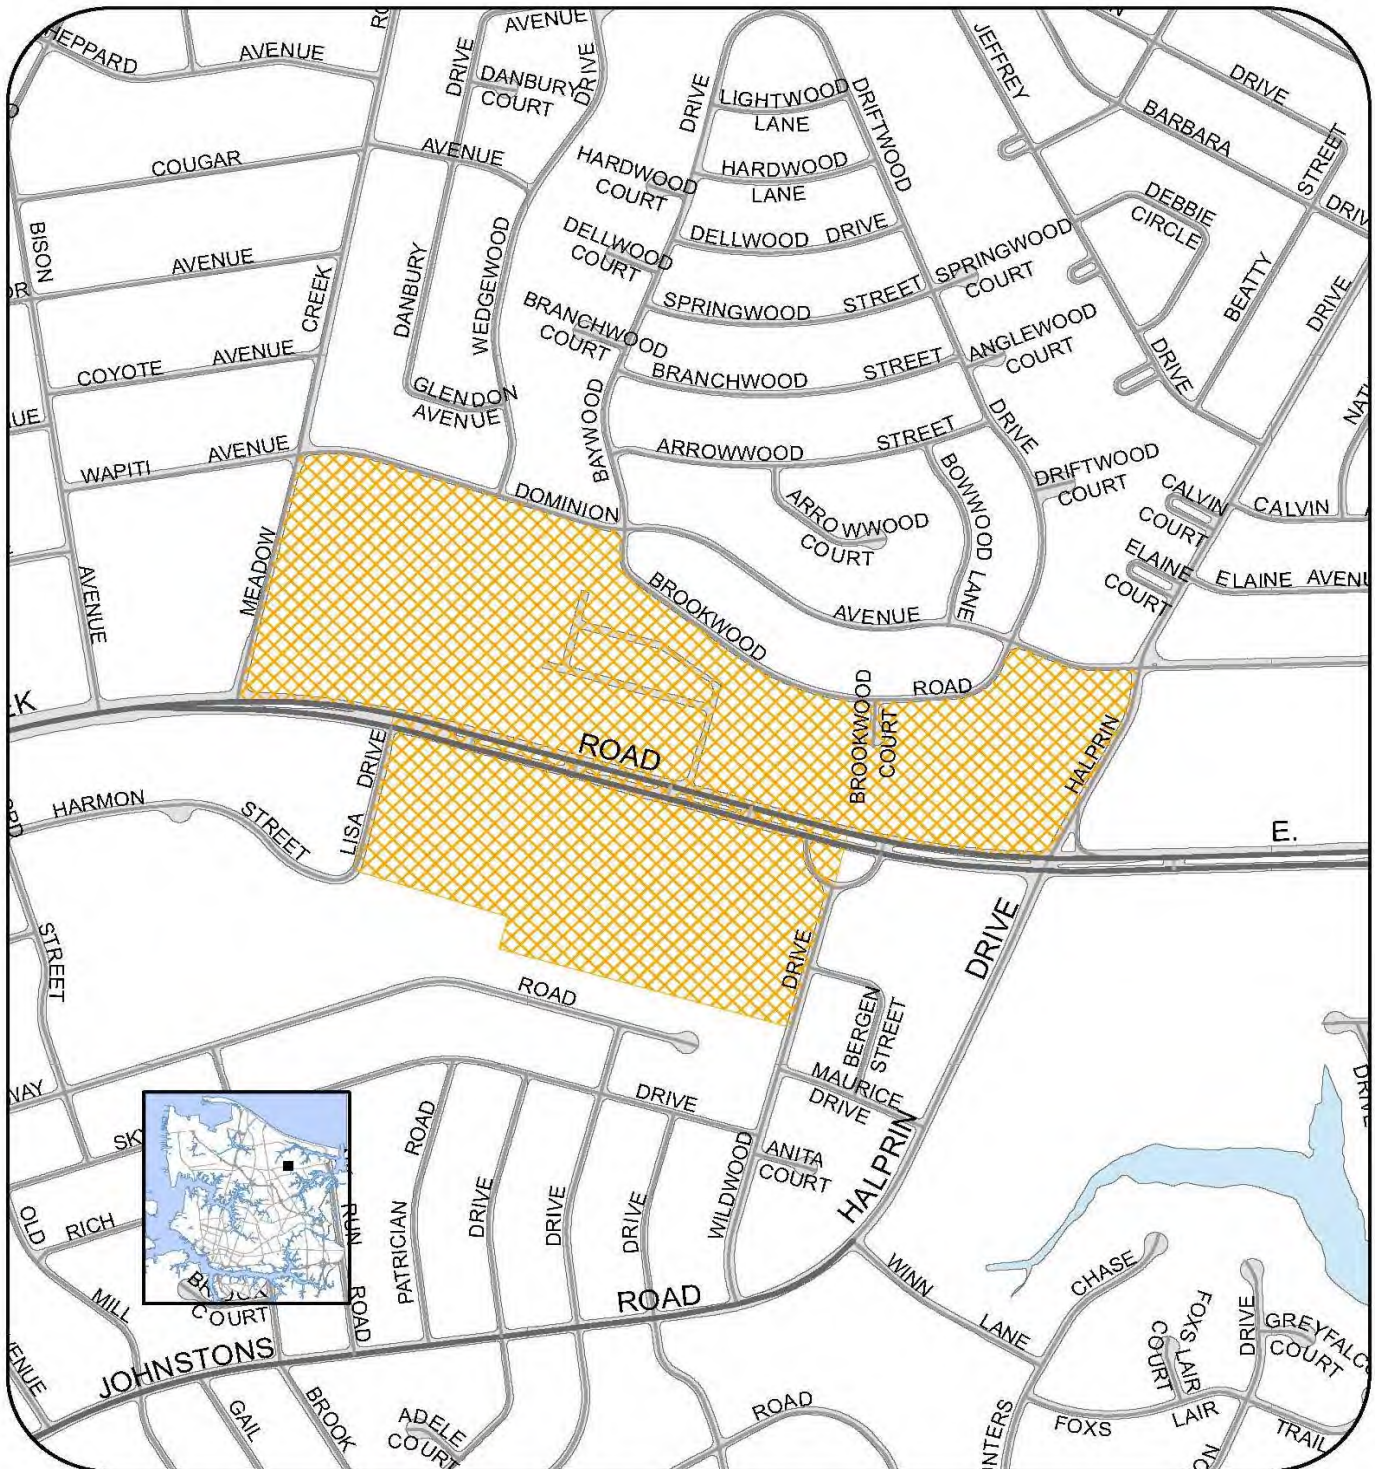 AVENUE
SHEPPARD
AVENUE
DRIVE
DRIVE
DANBURY
COURT
JEFFREY
DRIVE
DRIVE
LIGHTWOOD
LANE
DRIFTWOOD
BARBARA
STREET
COUGAR
AVENUE
HARDWOOD
COURT
HARDWOOD
LANE
DEBBIE
CIRCLE
BISON
AVENUE
DANBURY
WEDGEWOOD
DELLWOOD
COURT
DELLWOOD DRIVE
SPRINGWOOD
COURT
BEATTY
DRIVE
CREEK
BRANCHWOOD
COURT
SPRINGWOOD STREET
ANGLEWOOD
COURT
COYOTE AVENUE
BRANCHWOOD STREET
DRIVE
GLENDON
AVENUE
BAYWOOD
DRIVE
WAPITI AVENUE
ARROWWOOD STREET
DRIFTWOOD
COURT
CALVIN
COURT
CALVIN
DOMINION
ARROWWOOD
COURT
BOWWOOD LANE
ELAINE
COURT
ELAINE
MEADOW
AVENUE
BROOKWOOD
AVENUE
ROAD
BROOKWOOD
COURT
HALPRIN
ROAD
DRIVE
LISA
HARMON
STREET
E.
STREET
DRIVE
DRIVE
ROAD
BERGEN
STREET
MAURICE
DRIVE
DRIVE
ANITA
COURT
WILDWOOD
HALPRIN
ROAD
PATRICIAN
DRIVE
DRIVE
DRIVE
OLD
RICH
RUN
ROAD
MILL
COURT
ROAD
JOHNSTONS
WINN
LANE
CHASE
FOXS LAIR
COURT
DRIVE
COURT
GAIL
BROOK
ADELE
COURT
ROAD
FOXS
LAIR
TRAIL